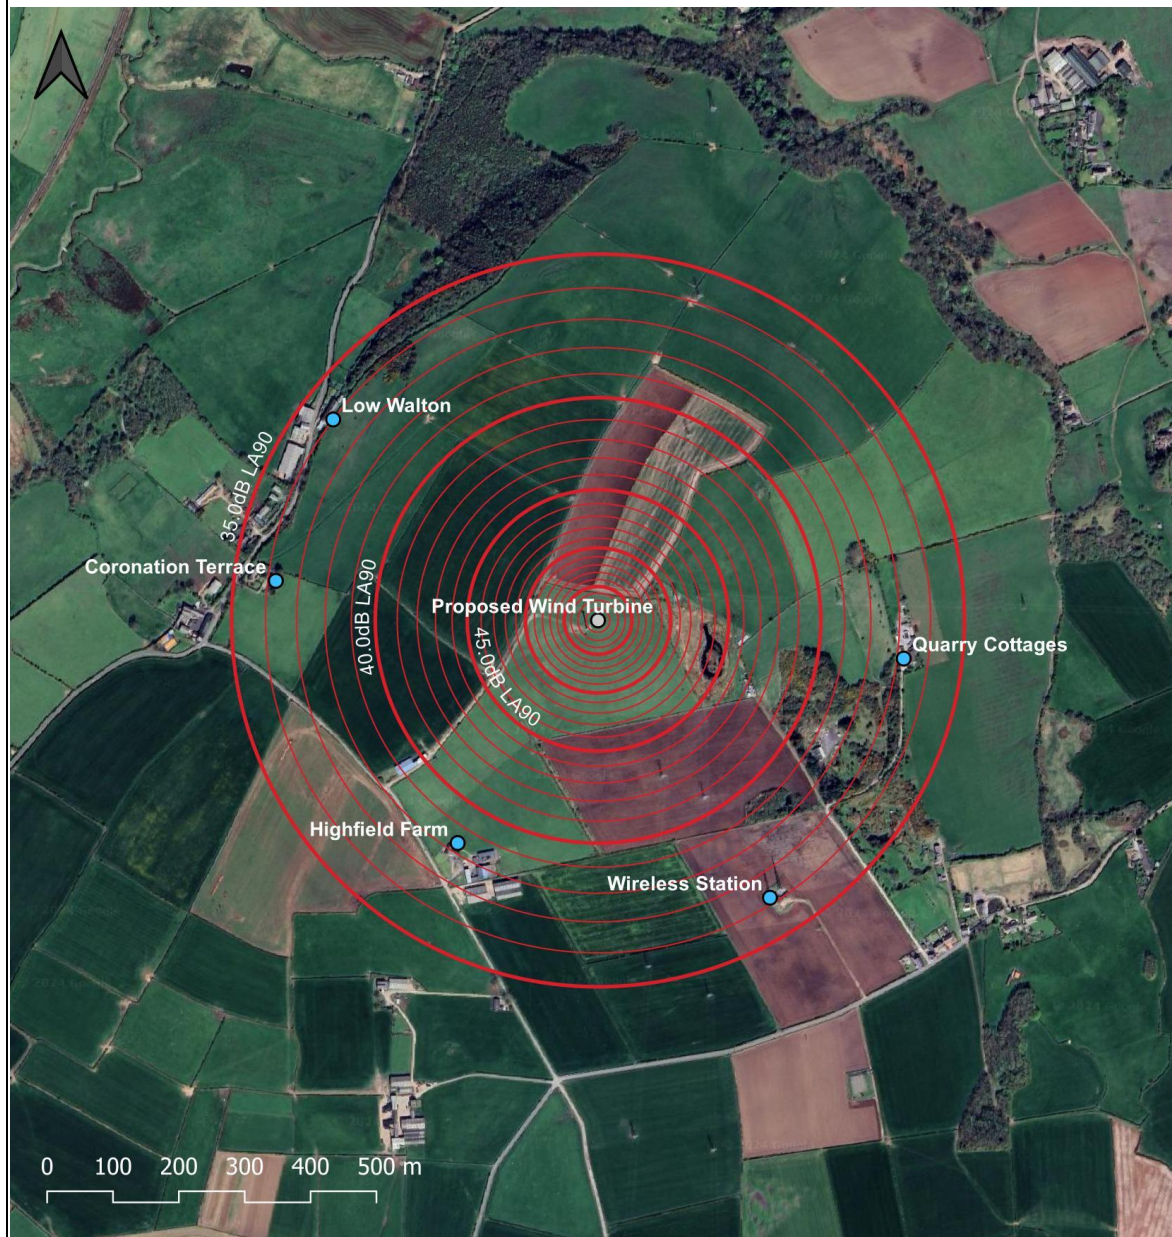 Low Walton
35.0dB LA90
Coronation Terrace
40.0dB LA90
Proposed Wind Turbine
45.0dB LA90
Quarry Cottages
Highfield Farm
Wireless Station
0 100 200 300 400 500 m